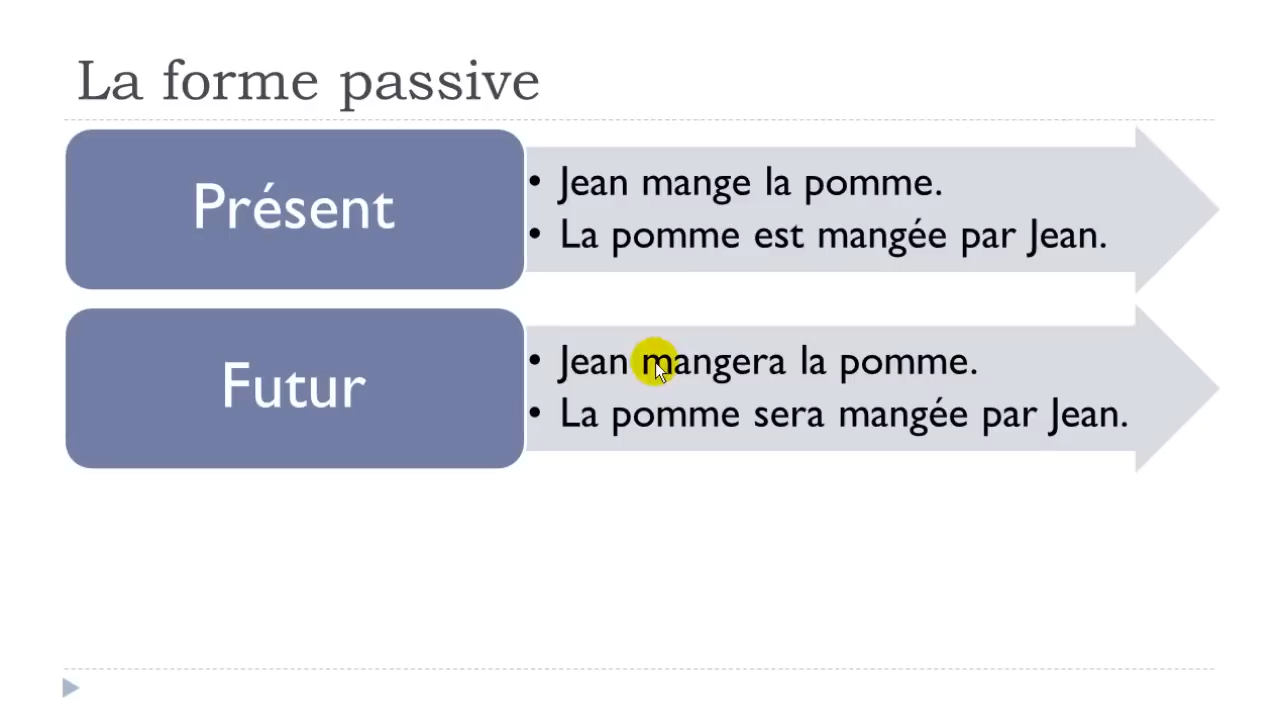 La forme passive
Présent
• Jean mange la pomme.
• La pomme est mangée par Jean.
Futur
• Jean mangera la pomme.
• La pomme sera mangée par Jean.